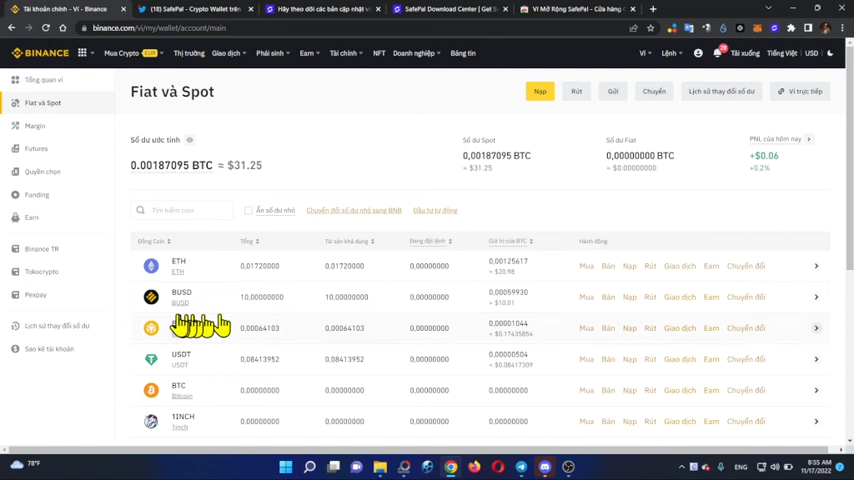 Tài khoản chính - Ví - Binance
(18) SafePal - Crypto Wallet trên
Hãy theo dõi các bản cập nhật v
SafePal Download Center | Get S
Ví Mở Rộng SafePal - Cửa hàng
binance.com/vi/my/wallet/account/main
BINANCE
Mua Crypto EUR
Thị trường
Giao dịch
Phái sinh
Earn
Tài chính
NFT
Doanh nghiệp
Bảng tin
Ví
Lệnh
28
Tải xuống
Tiếng Việt
USD
Tổng quan ví
Fiat và Spot
Margin
Futures
Quyền chọn
Funding
Earn
Binance TR
Tokocrypto
Pexpay
Lịch sử thay đổi số dư
Sao kê tài khoản
Fiat và Spot
Nạp
Rút
Gửi
Chuyển
Lịch sử thay đổi số dư
Ví trực tiếp
Số dư ước tính
0.00187095 BTC ≈ $31.25
Số dư Spot
0,00187095 BTC
≈ $31.25
Số dư Fiat
0,00000000 BTC
≈ $0.00000000
PNL của hôm nay
+$0.06
+0.2%
Tìm kiếm coin
Ẩn số dư nhỏ
Chuyển đổi số dư nhỏ sang BNB
Đầu tư tự động
Đồng Coin
Tổng
Tài sản khả dụng
Đang đặt lệnh
Giá trị của BTC
Hành động
ETH
ETH
0,01720000
0,01720000
0,00000000
0,00125617
≈ $20.98
Mua Bán Nạp Rút Giao dịch Earn Chuyển đổi
BUSD
BUSD
10,00000000
10,00000000
0,00000000
0,00059930
≈ $10.01
Mua Bán Nạp Rút Giao dịch Earn Chuyển đổi
0,00064103
0,00064103
0,00000000
0,00001044
≈ $0.17435854
Mua Bán Nạp Rút Giao dịch Earn Chuyển đổi
USDT
USDT
0,08413952
0,08413952
0,00000000
0,00000504
≈ $0.08417309
Mua Bán Nạp Rút Giao dịch Earn Chuyển đổi
BTC
Bitcoin
0,00000000
0,00000000
0,00000000
0,00000000
Mua Bán Nạp Rút Giao dịch Earn Chuyển đổi
1INCH
1inch
0,00000000
0,00000000
0,00000000
0,00000000
Mua Bán Nạp Rút Giao dịch Earn Chuyển đổi
78°F
ENG
8:55 AM
11/17/2022